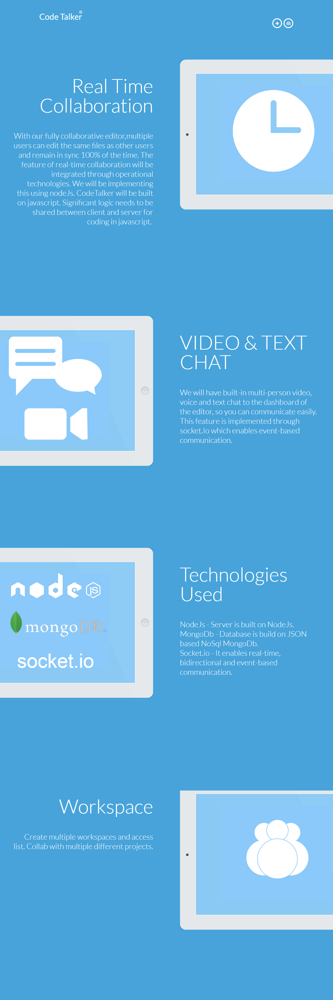 Code Talker
Real Time
Collaboration
With our fully collaborative editor,multiple
users can edit the same files as other users
and remain in sync 100% of the time. The
feature of real-time collaboration will be
integrated through operational
technologies. We will be implementing
this using nodeJs. CodeTalker will be built
on javascript. Significant logic needs to be
shared between client and server for
coding in javascript.
VIDEO & TEXT
CHAT
We will have built-in multi-person video,
voice and text chat to the dashboard of
the editor, so you can communicate easily.
This feature is implemented through
socket.Io which enables event-based
communication.
node JS
mongoDB®
socket.io
Technologies
Used
NodeJs - Server is built on NodeJs.
MongoDb - Database is build on JSON
based NoSql MongoDb.
Socket.io - It enables real-time,
bidirectional and event-based
communication.
Workspace
Create multiple workspaces and access
list. Collab with multiple different projects.